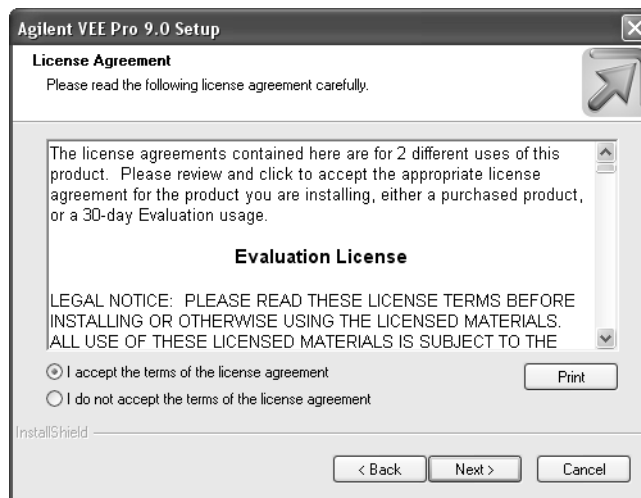 Agilent VEE Pro 9.0 Setup
License Agreement
Please read the following license agreement carefully.
The license agreements contained here are for 2 different uses of this
product.  Please review and click to accept the appropriate license
agreement for the product you are installing, either a purchased product,
or a 30-day Evaluation usage.
Evaluation License
LEGAL NOTICE:  PLEASE READ THESE LICENSE TERMS BEFORE
INSTALLING OR OTHERWISE USING THE LICENSED MATERIALS.
ALL USE OF THESE LICENSED MATERIALS IS SUBJECT TO THE
I accept the terms of the license agreement
Print
I do not accept the terms of the license agreement
InstallShield
< Back
Next >
Cancel